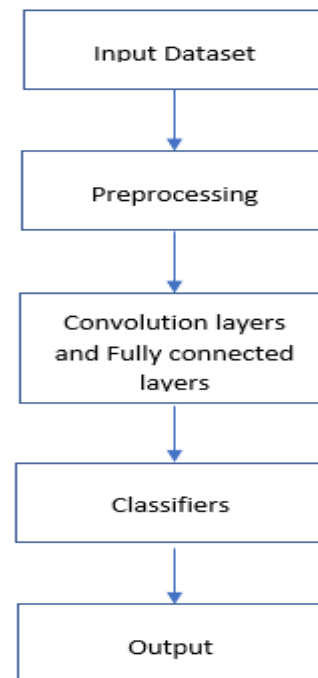 Input Dataset
Preprocessing
Convolution layers
and Fully connected
layers
Classifiers
Output